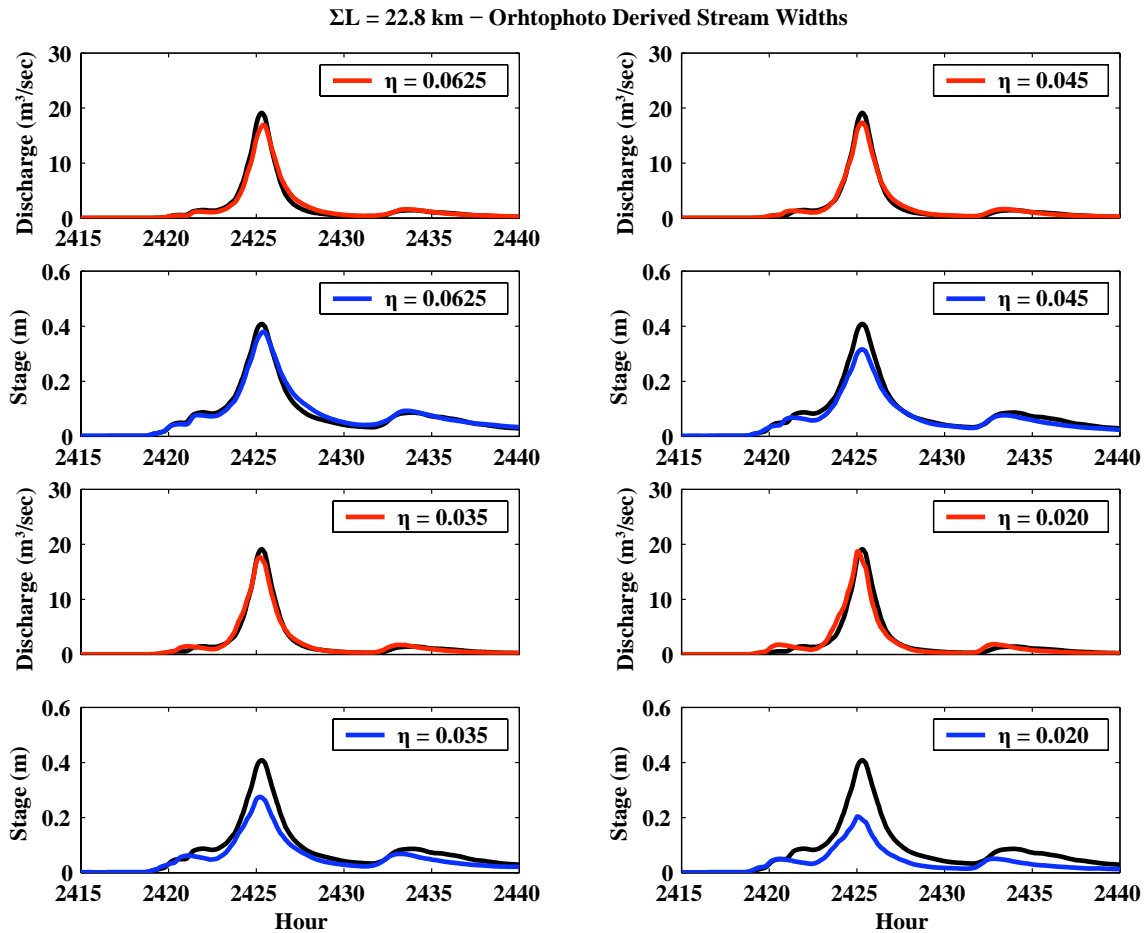 ΣL = 22.8 km − Orhtophoto Derived Stream Widths
Discharge (m³/sec)
30
20
10
0
η = 0.0625
2415 2420 2425 2430 2435 2440
Discharge (m³/sec)
30
20
10
0
η = 0.045
2415 2420 2425 2430 2435 2440
Stage (m)
0.6
0.4
0.2
0
η = 0.0625
2415 2420 2425 2430 2435 2440
Stage (m)
0.6
0.4
0.2
0
η = 0.045
2415 2420 2425 2430 2435 2440
Discharge (m³/sec)
30
20
10
0
η = 0.035
2415 2420 2425 2430 2435 2440
Discharge (m³/sec)
30
20
10
0
η = 0.020
2415 2420 2425 2430 2435 2440
Stage (m)
0.6
0.4
0.2
0
η = 0.035
2415 2420 2425 2430 2435 2440
Hour
Stage (m)
0.6
0.4
0.2
0
η = 0.020
2415 2420 2425 2430 2435 2440
Hour